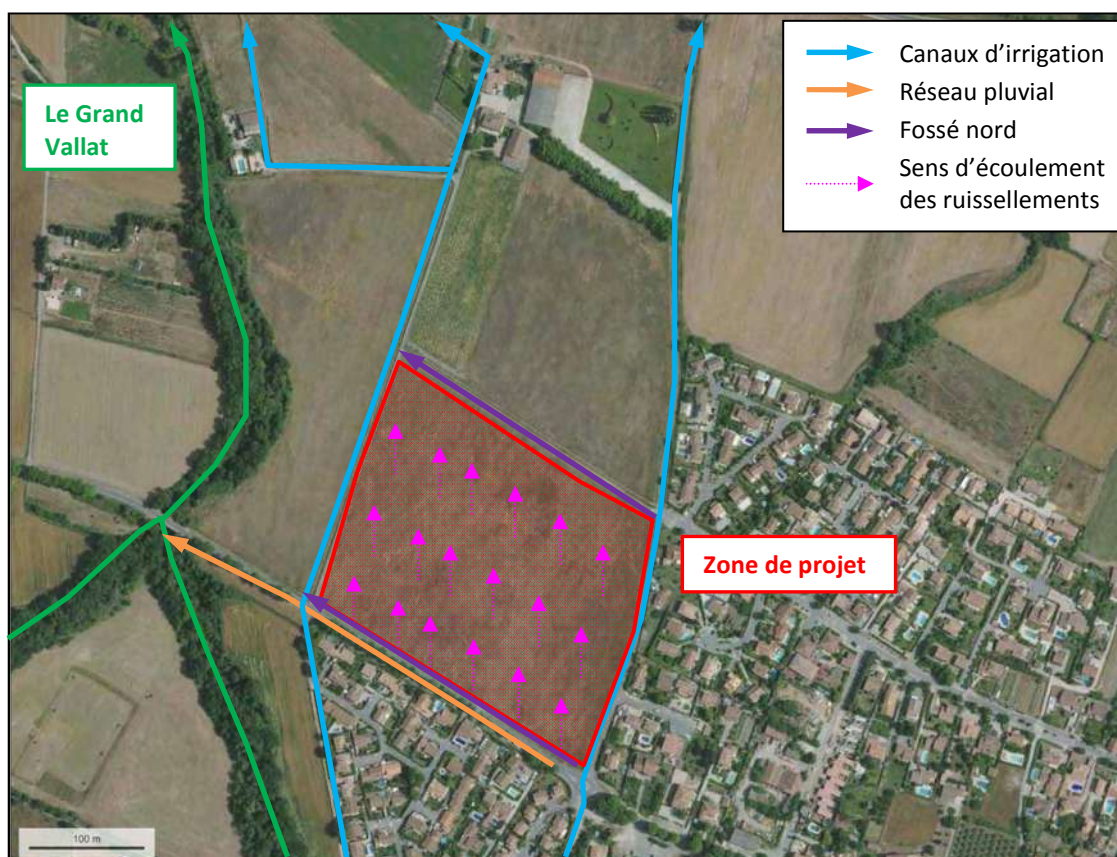 Le Grand
Vallat
Canaux d’irrigation
Réseau pluvial
Fossé nord
Sens d’écoulement
des ruissellements
Zone de projet
100 m